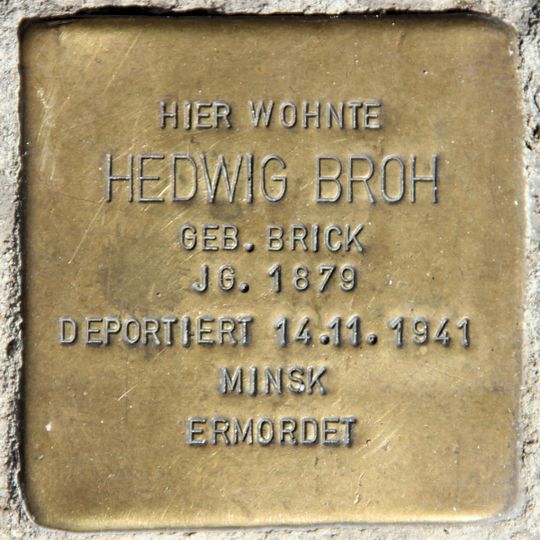 HIER WOHNTE
HEDWIG BROH
GEB. BRICK
JG. 1879
DEPORTIERT 14.11.1941
MINSK
ERMORDET